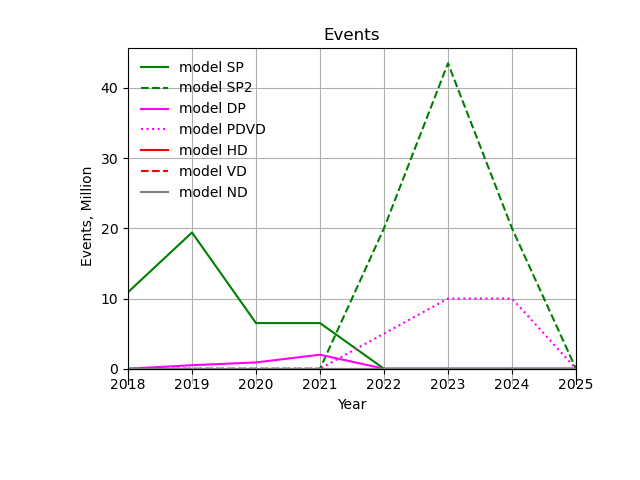 Events
model SP
model SP2
model DP
model PDVD
model HD
model VD
model ND
Events, Million
40
30
20
10
0
2018 2019 2020 2021 2022 2023 2024 2025
Year